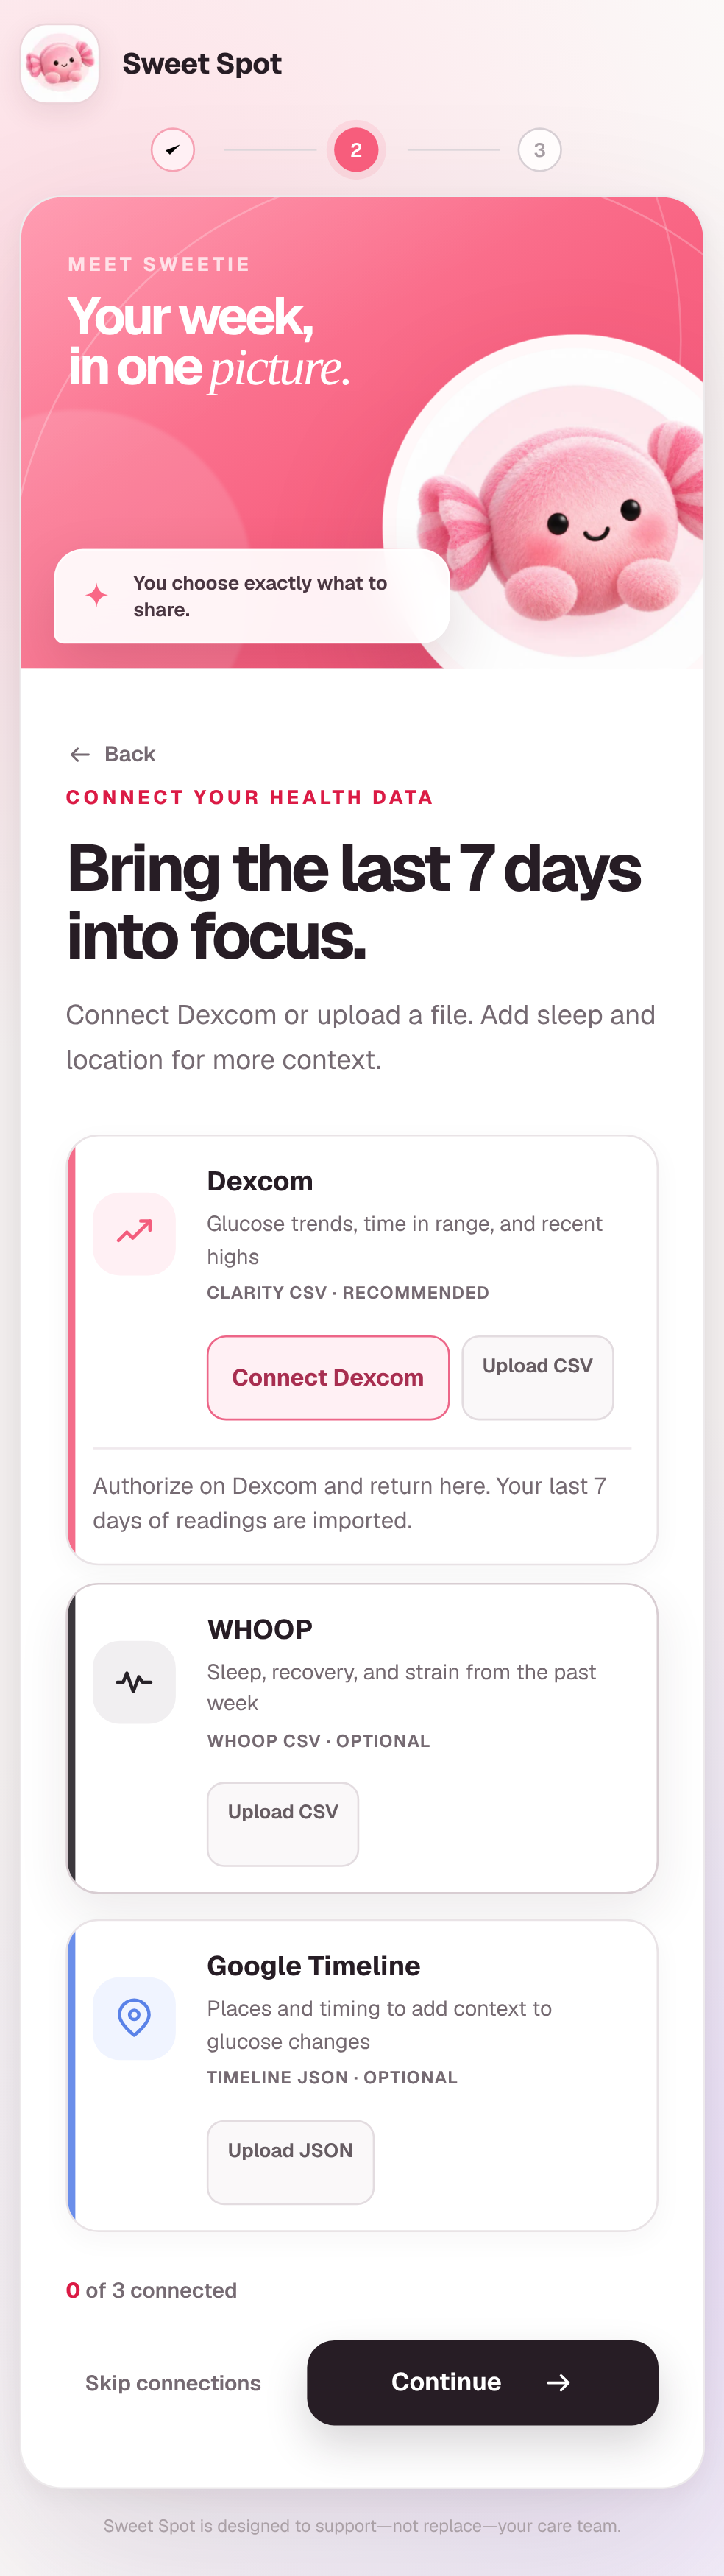 Sweet Spot
2
3
MEET SWEETIE
Your week,
in one picture.
You choose exactly what to
share.
← Back
CONNECT YOUR HEALTH DATA
Bring the last 7 days
into focus.
Connect Dexcom or upload a file. Add sleep and
location for more context.
Dexcom
Glucose trends, time in range, and recent
highs
CLARITY CSV · RECOMMENDED
Connect Dexcom
Upload CSV
Authorize on Dexcom and return here. Your last 7
days of readings are imported.
WHOOP
Sleep, recovery, and strain from the past
week
WHOOP CSV · OPTIONAL
Upload CSV
Google Timeline
Places and timing to add context to
glucose changes
TIMELINE JSON · OPTIONAL
Upload JSON
0 of 3 connected
Skip connections
Continue →
Sweet Spot is designed to support—not replace—your care team.